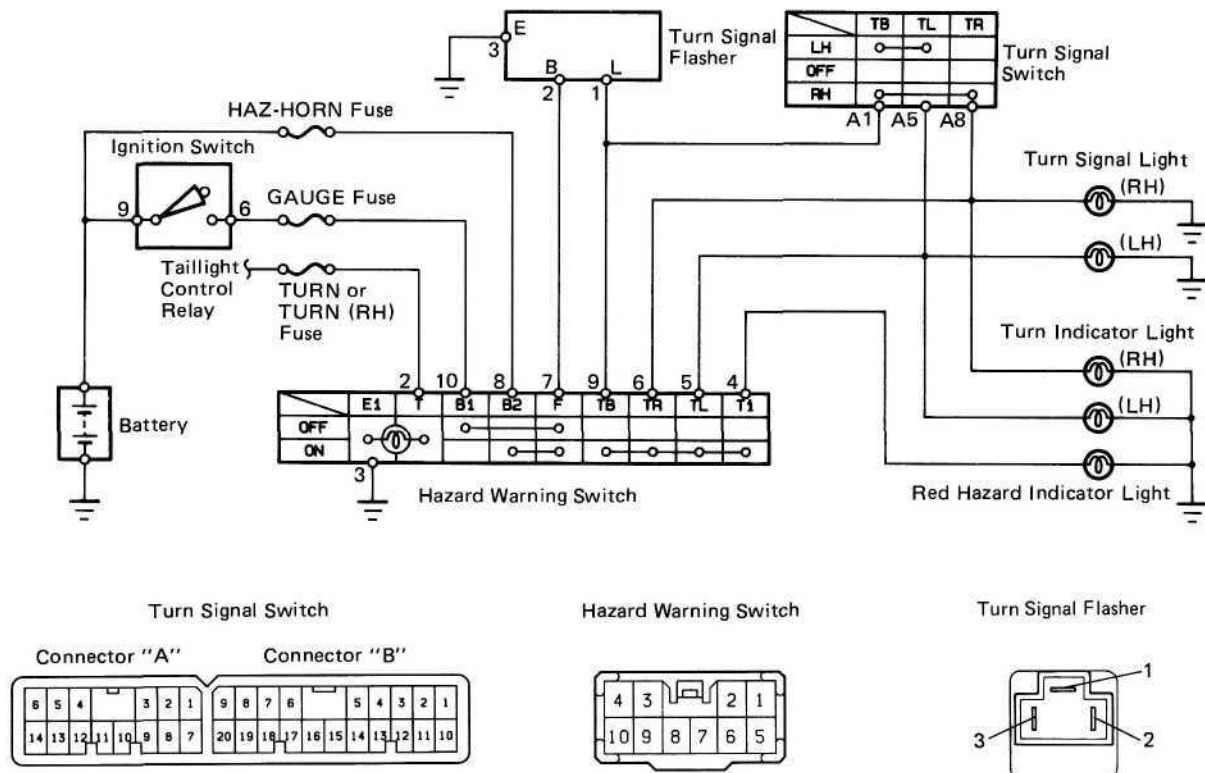 E
3
B
L
2
1
Turn Signal
Flasher
TB TL TR
LH
OFF
RH
A1 A5 A8
Turn Signal
Switch
HAZ-HORN Fuse
Ignition Switch
9
6
GAUGE Fuse
Taillight
Control
Relay
TURN or
TURN (RH)
Fuse
Turn Signal Light
(RH)
(LH)
Turn Indicator Light
(RH)
(LH)
Red Hazard Indicator Light
Battery
2 10 8 7 9 6 5 4
E1 T B1 B2 F TB TR TL T1
OFF
ON
3
Hazard Warning Switch
Turn Signal Switch
Connector "A"
Connector "B"
6 5 4 3 2 1
14 13 12 11 10 9 8 7
9 8 7 6 5 4 3 2 1
20 19 18 17 16 15 14 13 12 11 10
Hazard Warning Switch
4 3 2 1
10 9 8 7 6 5
Turn Signal Flasher
1
3
2